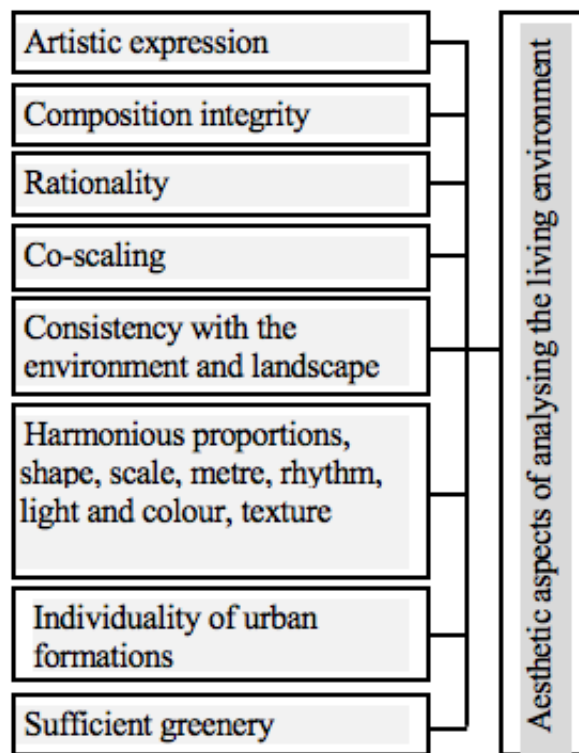 Artistic expression
Composition integrity
Rationality
Co-scaling
Consistency with the
environment and landscape
Harmonious proportions,
shape, scale, metre, rhythm,
light and colour, texture
Individuality of urban
formations
Sufficient greenery
Aesthetic aspects of analysing the living environment